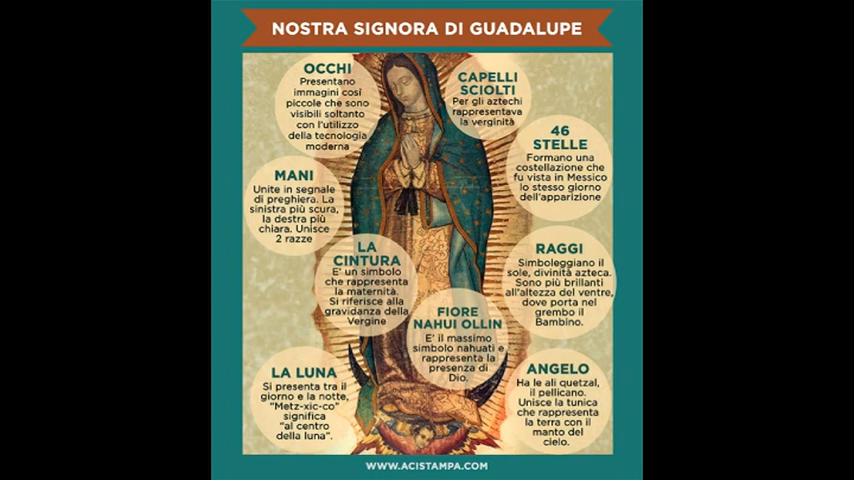 NOSTRA SIGNORA DI GUADALUPE
OCCHI
Presentano
immagini così
piccole che sono
visibili soltanto
con l'utilizzo
della tecnologia
moderna
CAPELLI
SCIOLTI
Per gli aztechi
rappresentava
la verginità
46
STELLE
Formano una
costellazione che
fu vista in Messico
lo stesso giorno
dell'apparizione
MANI
Unite in segnale
di preghiera. La
sinistra più scura,
la destra più
chiara. Unisce
2 razze
LA
CINTURA
E' un simbolo
che rappresenta
la maternità.
Si riferisce alla
gravidanza della
Vergine
RAGGI
Simboleggiano il
sole, divinità azteca.
Sono più brillanti
all'altezza del ventre,
dove porta nel
grembo il
Bambino.
FIORE
NAHUI OLLIN
E' il massimo
simbolo nahuatl e
rappresenta la
presenza di
Dio.
LA LUNA
Si presenta tra il
giorno e la notte,
"Metz-xic-co"
significa
"al centro
della luna".
ANGELO
Ha le ali quetzal,
il pellicano.
Unisce la tunica
che rappresenta
la terra con il
manto del
cielo.
WWW.ACISTAMPA.COM